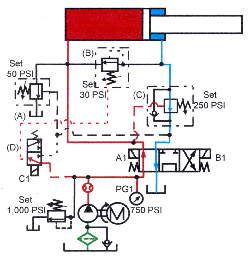 (B)
Set
50 PSI
Set
30 PSI
(C)
Set
250 PSI
(A)
(D)
C1
A1
B1
PG1
Set
1,000 PSI
750 PSI